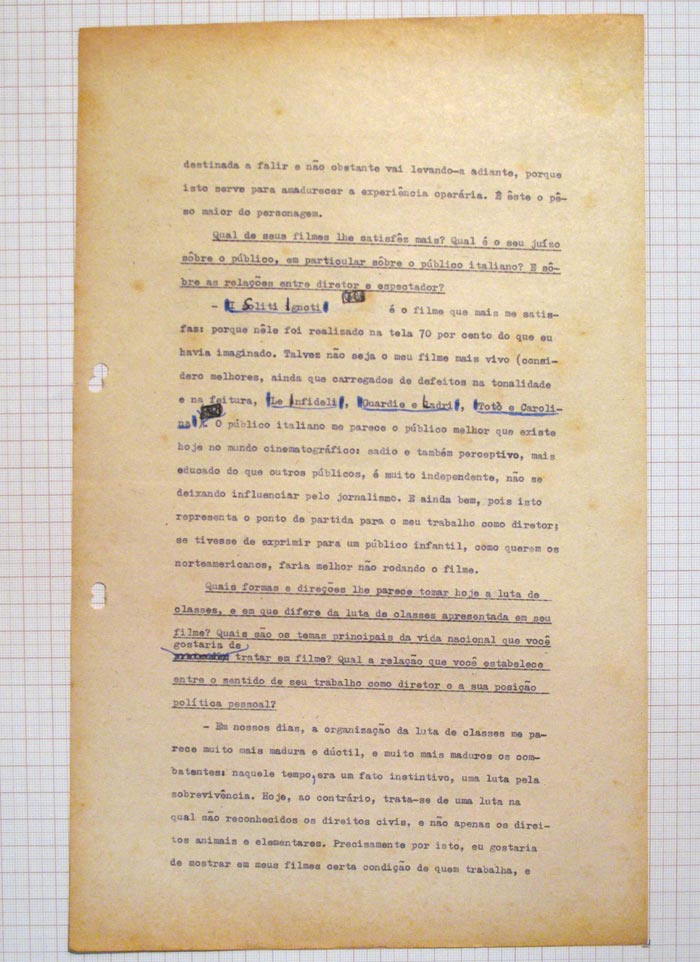 destinada a falir e não obstante vai levando-a adiante, porque
isto serve para amadurecer a experiência oparária. É êste o pê-
so maior do personagem.
Qual de seus filmes lhe satisfêz mais? Qual é o seu juízo
sôbre o público, em particular sôbre o público italiano? E sô-
bre as relações entre diretor e espectador?
- "I Soliti Ignoti" é o filme que mais me satis-
faz: porque nêle foi realizado na tela 70 por cento do que eu
havia imaginado. Talvez não seja o meu filme mais vivo (consi-
dero melhores, ainda que carregados de defeitos na tonalidade
e na feitura, "Le Infideli", "Guardie e Ladri", "Totò e Caroli-
na"). O público italiano me parece o público melhor que existe
hoje no mundo cinematográfico: sadio e também perceptivo, mais
educado do que outros públicos, é muito independente, não se
deixando influenciar pelo jornalismo. E ainda bem, pois isto
representa o ponto de partida para o meu trabalho como diretor;
se tivesse de exprimir para um público infantil, como querem os
norteamericanos, faria melhor não rodando o filme.
Quais formas e direções lhe parece tomar hoje a luta de
classes, e em que difere da luta de classes apresentada em seu
filme? Quais são os temas principais da vida nacional que você
gostaria de
tratar em filme? Qual a relação que você estabelece
entre o sentido de seu trabalho como diretor e a sua posição
política pessoal?
- Em nossos dias, a organização da luta de classes me pa-
rece muito mais madura e dúctil, e muito mais maduros os com-
batentes: naquele tempo, era um fato instintivo, uma luta pela
sobrevivência. Hoje, ao contrário, trata-se de uma luta na
qual são reconhecidos os direitos civis, e não apenas os direi-
tos animais e elementares. Precisamente por isto, eu gostaria
de mostrar em meus filmes certa condição de quem trabalha, e